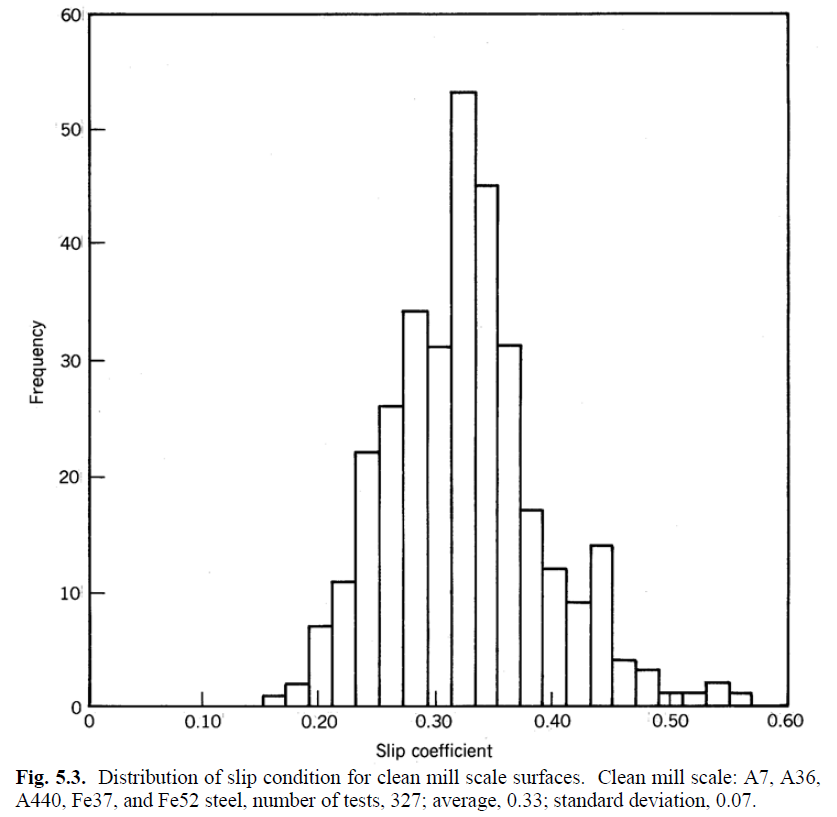 60
50
40
30
20
10
0
Frequency
0 0.10 0.20 0.30 0.40 0.50 0.60
Slip coefficient
Fig. 5.3. Distribution of slip condition for clean mill scale surfaces. Clean mill scale: A7, A36,
A440, Fe37, and Fe52 steel, number of tests, 327; average, 0.33; standard deviation, 0.07.